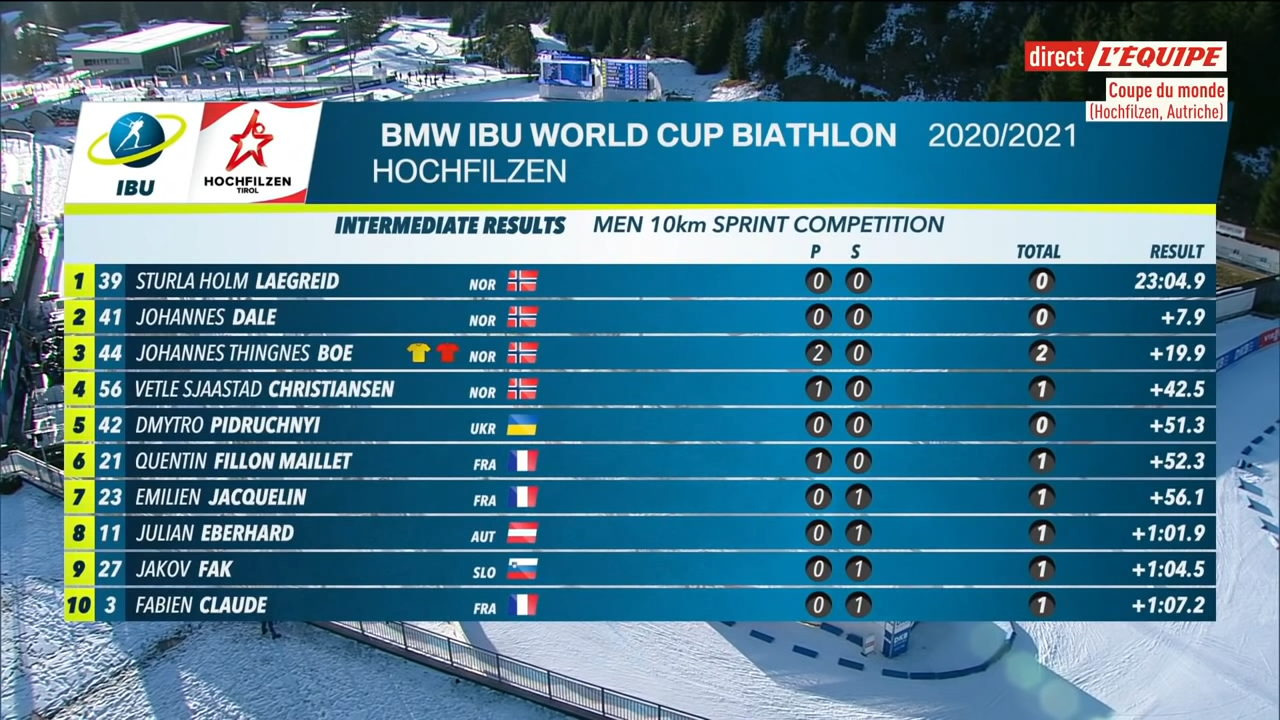 direct L'ÉQUIPE
Coupe du monde
(Hochfilzen, Autriche)
IBU
HOCHFILZEN
TIROL
BMW IBU WORLD CUP BIATHLON 2020/2021
HOCHFILZEN
INTERMEDIATE RESULTS MEN 10km SPRINT COMPETITION
P S TOTAL RESULT
1 39 STURLA HOLM LAEGREID NOR 0 0 0 23:04.9
2 41 JOHANNES DALE NOR 0 0 0 +7.9
3 44 JOHANNES THINGNES BOE NOR 2 0 2 +19.9
4 56 VETLE SJAASTAD CHRISTIANSEN NOR 1 0 1 +42.5
5 42 DMYTRO PIDRUCHNYI UKR 0 0 0 +51.3
6 21 QUENTIN FILLON MAILLET FRA 1 0 1 +52.3
7 23 EMILIEN JACQUELIN FRA 0 1 1 +56.1
8 11 JULIAN EBERHARD AUT 0 1 1 +1:01.9
9 27 JAKOV FAK SLO 0 1 1 +1:04.5
10 3 FABIEN CLAUDE FRA 0 1 1 +1:07.2